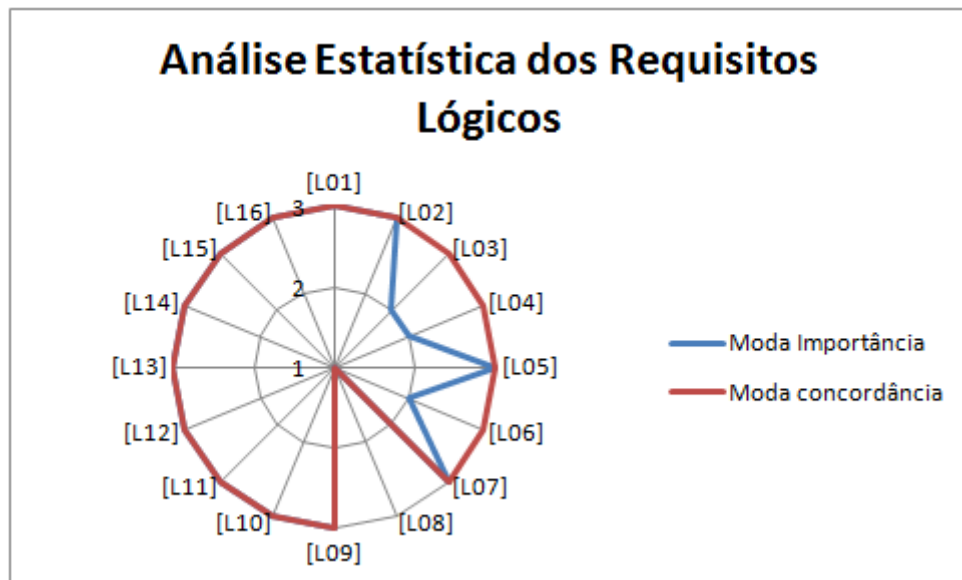 Análise Estatística dos Requisitos
Lógicos
[L01]
[L02]
[L03]
[L04]
[L05]
[L06]
[L07]
[L08]
[L09]
[L10]
[L11]
[L12]
[L13]
[L14]
[L15]
[L16]
3
2
1
Moda Importância
Moda concordância